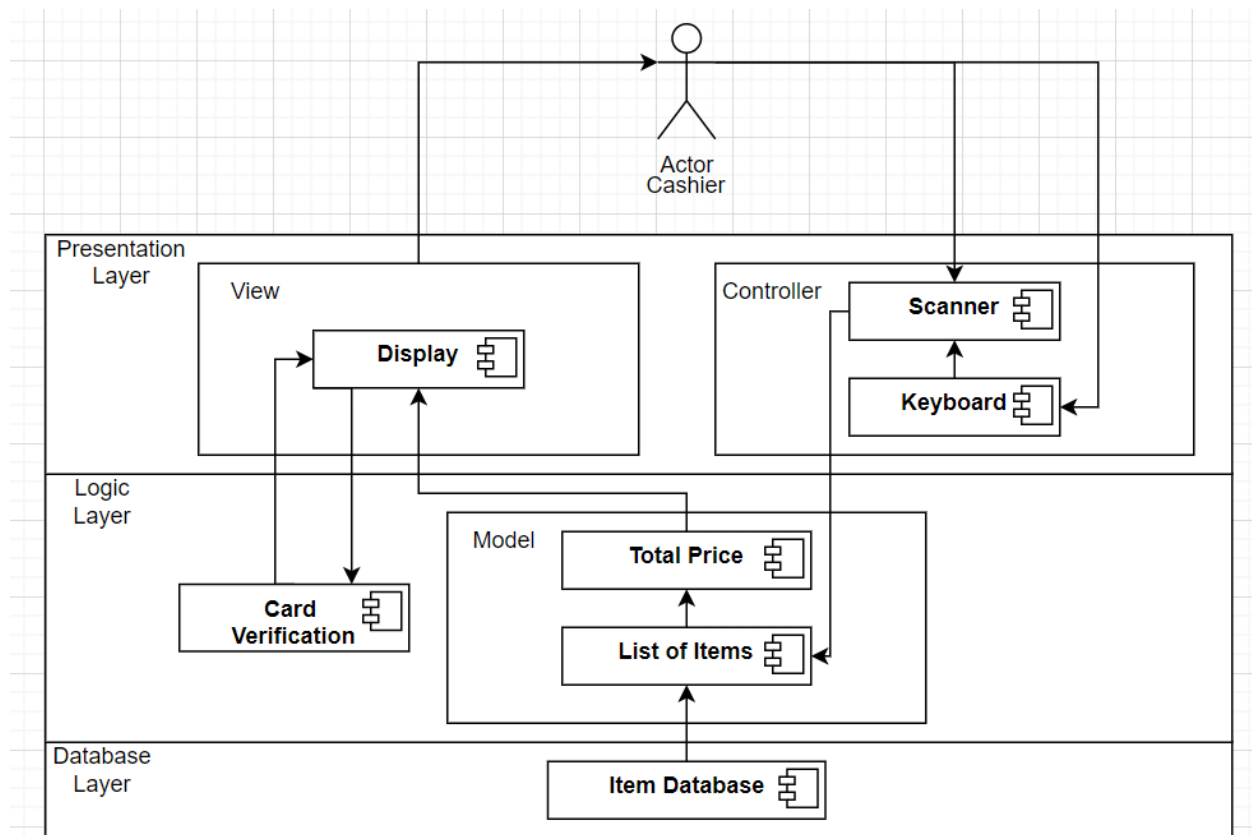 Actor
Cashier
Presentation
Layer
View
Controller
Scanner
Display
Keyboard
Logic
Layer
Model
Total Price
Card
Verification
List of Items
Database
Layer
Item Database